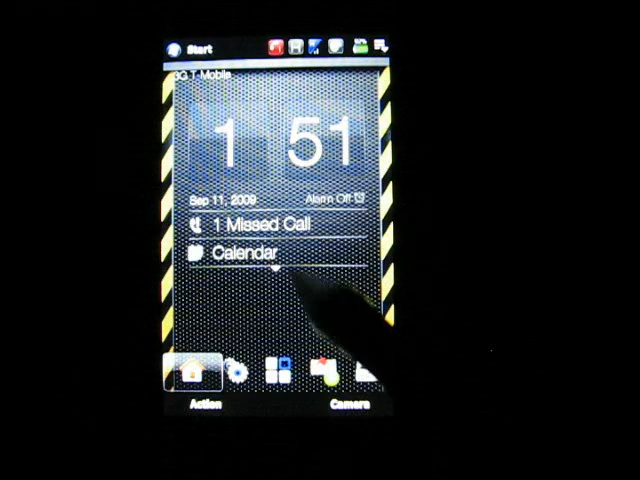 Start
3G T Mobile
1 51
Sep 11, 2009 Alarm Off
1 Missed Call
Calendar
Action Camera